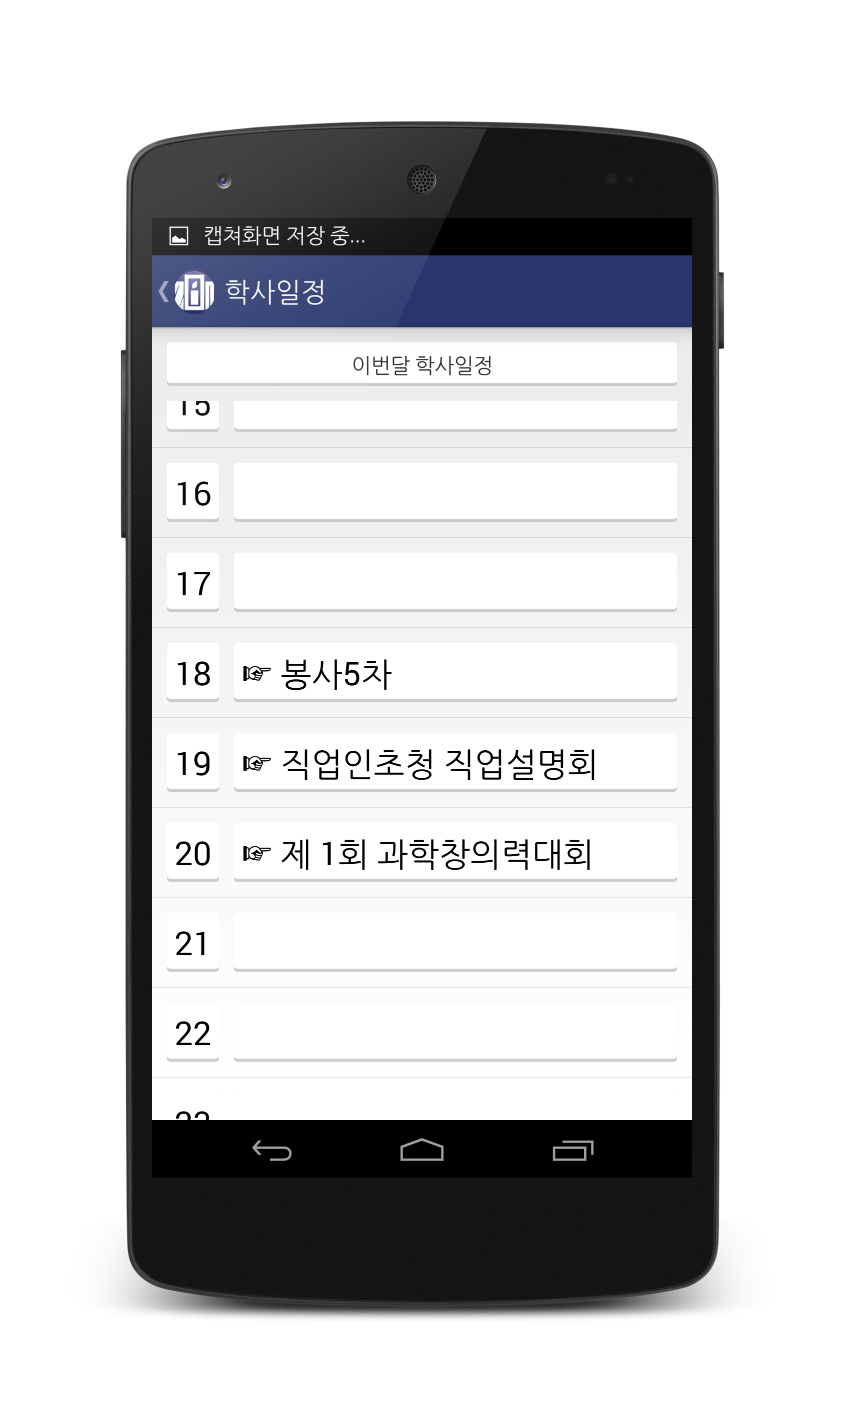 캡쳐화면 저장 중...
학사일정
이번달 학사일정
15
16
17
18 ☞ 봉사5차
19 ☞ 직업인초청 직업설명회
20 ☞ 제 1회 과학창의력대회
21
22